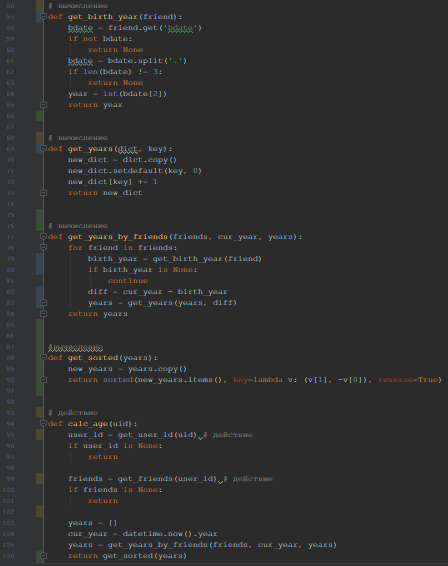 56 # вычисление
57 def get_birth_year(friend):
58 bdate = friend.get('bdate')
59 if not bdate:
60 return None
61 bdate = bdate.split('.')
62 if len(bdate) != 3:
63 return None
64 year = int(bdate[2])
65 return year
66
67
68 # вычисление
69 def get_years(dict, key):
70 new_dict = dict.copy()
71 new_dict.setdefault(key, 0)
72 new_dict[key] += 1
73 return new_dict
74
75
76 # вычисление
77 def get_years_by_friends(friends, cur_year, years):
78 for friend in friends:
79 birth_year = get_birth_year(friend)
80 if birth_year is None:
81 continue
82 diff = cur_year - birth_year
83 years = get_years(years, diff)
84 return years
85
86
87 #вычисление
88 def get_sorted(years):
89 new_years = years.copy()
90 return sorted(new_years.items(), key=lambda v: (v[1], -v[0]), reverse=True)
91
92
93 # действие
94 def calc_age(uid):
95 user_id = get_user_id(uid) # действие
96 if user_id is None:
97 return
98
99 friends = get_friends(user_id) # действие
100 if friends is None:
101 return
102
103 years = {}
104 cur_year = datetime.now().year
105 years = get_years_by_friends(friends, cur_year, years)
106 return get_sorted(years)